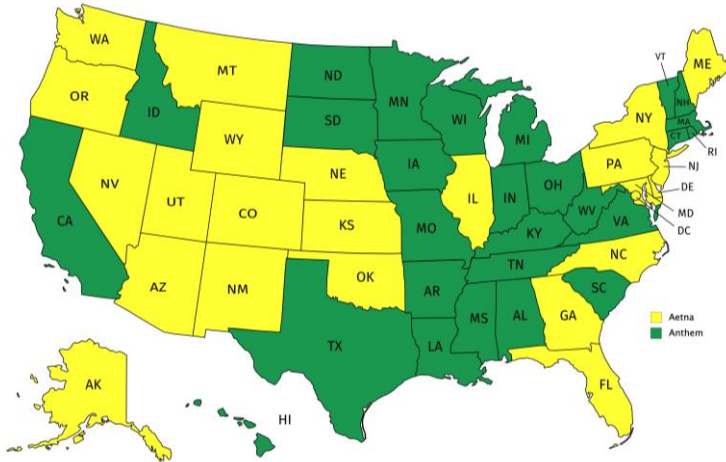 WA
MT
ND
MN
VT
ME
OR
ID
SD
WI
NH
WY
MI
NY
MA
CT
RI
NV
NE
IA
PA
NJ
CA
UT
CO
IL
IN
OH
DE
KS
MO
WV
VA
MD
KY
DC
AZ
NM
OK
TN
NC
AR
SC
TX
LA
MS
AL
GA
Aetna
Anthem
AK
HI
FL